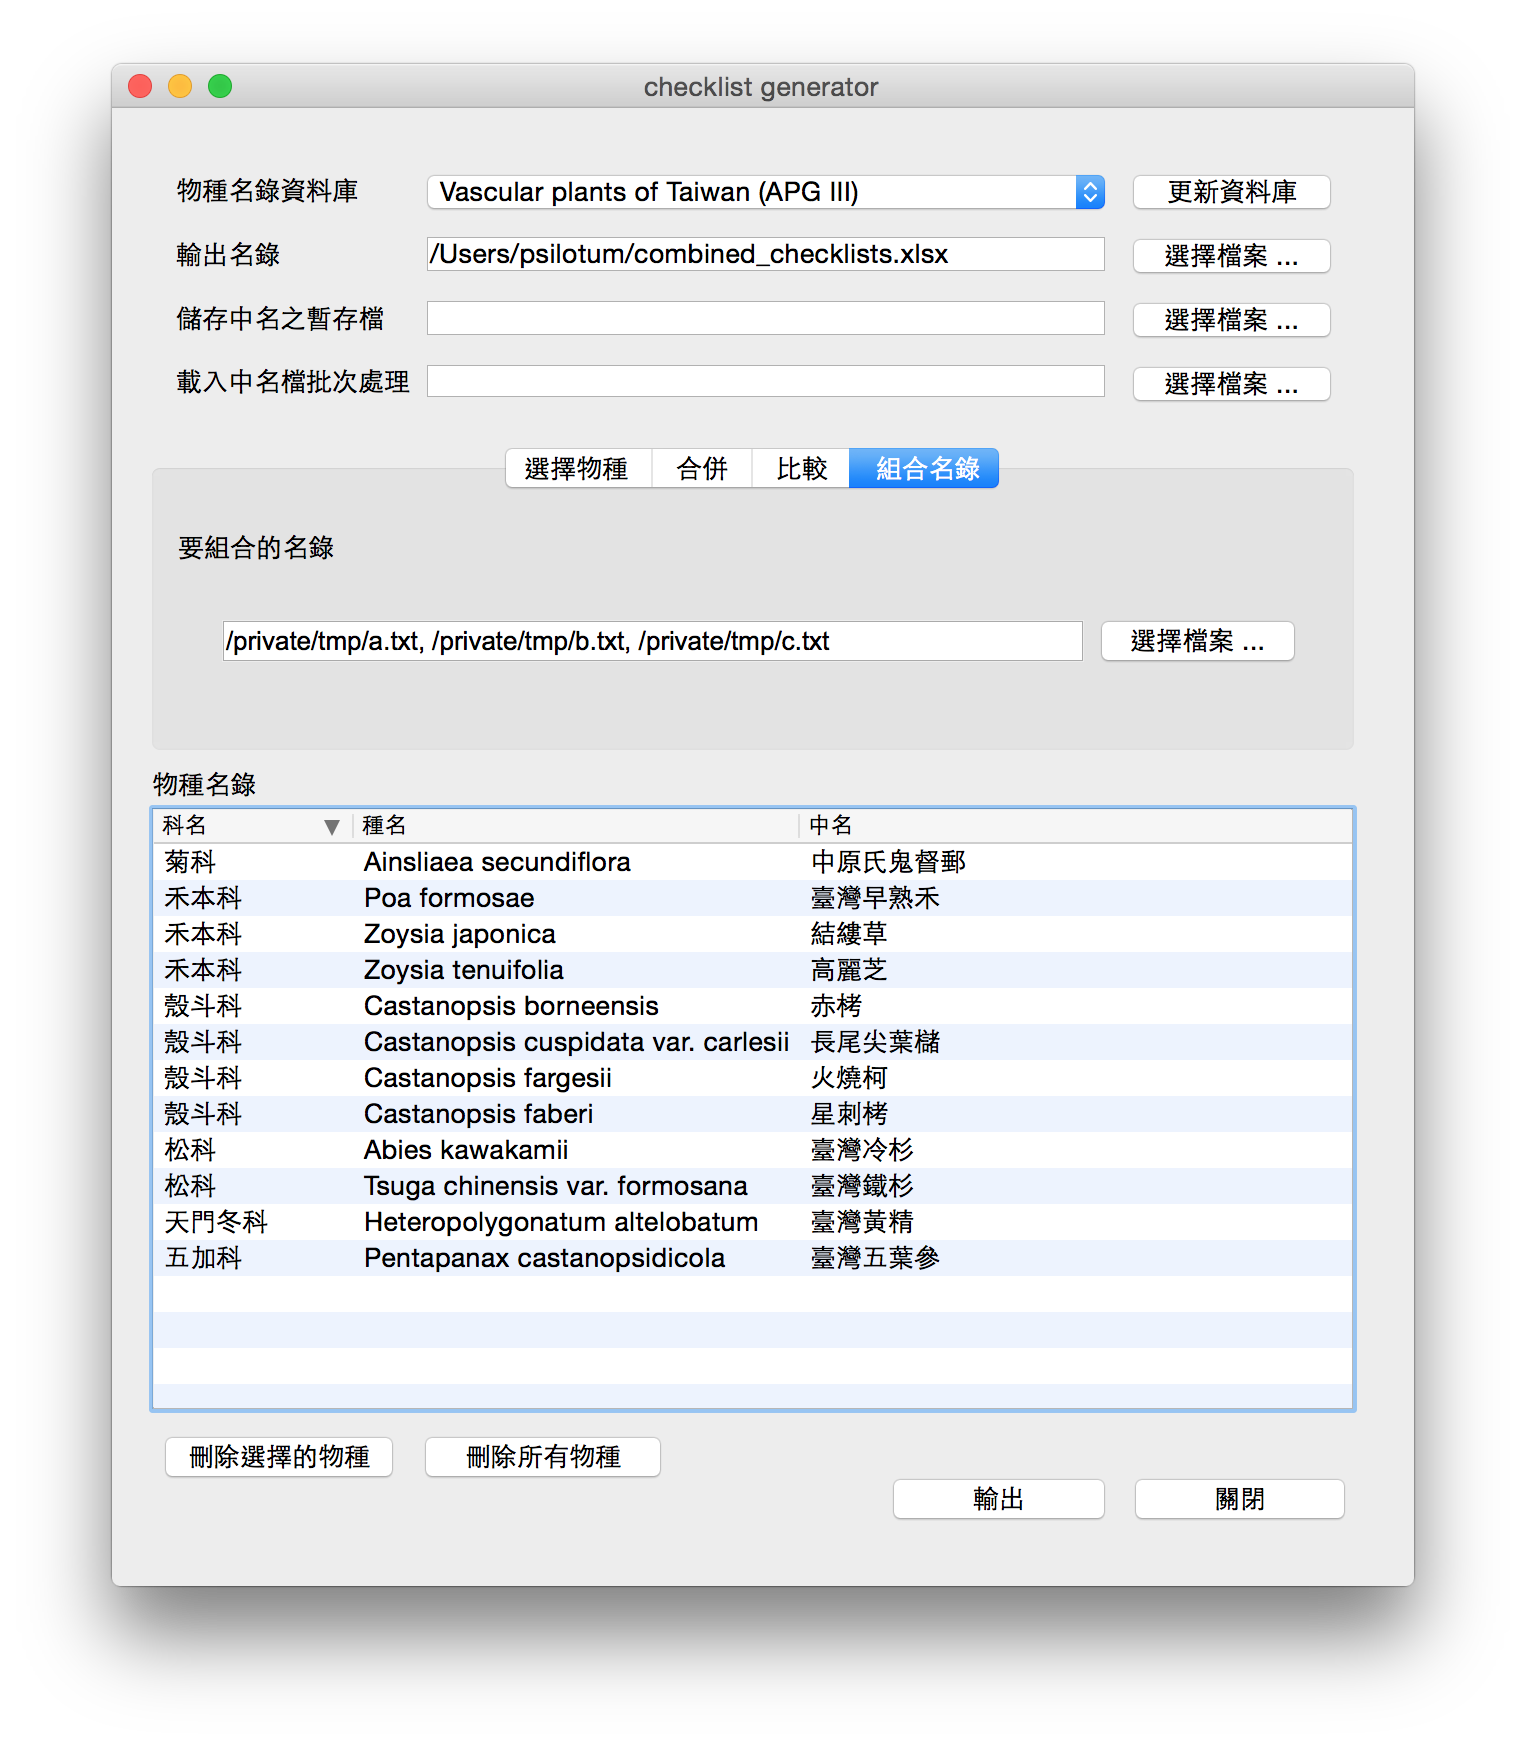 checklist generator
物種名錄資料庫 Vascular plants of Taiwan (APG III) 更新資料庫
輸出名錄 /Users/psilotum/combined_checklists.xlsx 選擇檔案 ...
儲存中名之暫存檔 選擇檔案 ...
載入中名檔批次處理 選擇檔案 ...
選擇物種 合併 比較 組合名錄
要組合的名錄
/private/tmp/a.txt, /private/tmp/b.txt, /private/tmp/c.txt 選擇檔案 ...
物種名錄
科名 種名 中名
菊科 Ainsliaea secundiflora 中原氏鬼督郵
禾本科 Poa formosae 臺灣早熟禾
禾本科 Zoysia japonica 結縷草
禾本科 Zoysia tenuifolia 高麗芝
殼斗科 Castanopsis borneensis 赤栲
殼斗科 Castanopsis cuspidata var. carlesii 長尾尖葉櫧
殼斗科 Castanopsis fargesii 火燒柯
殼斗科 Castanopsis faberi 星刺栲
松科 Abies kawakamii 臺灣冷杉
松科 Tsuga chinensis var. formosana 臺灣鐵杉
天門冬科 Heteropolygonatum altelobatum 臺灣黃精
五加科 Pentapanax castanopsidicola 臺灣五葉參
刪除選擇的物種 刪除所有物種
輸出 關閉